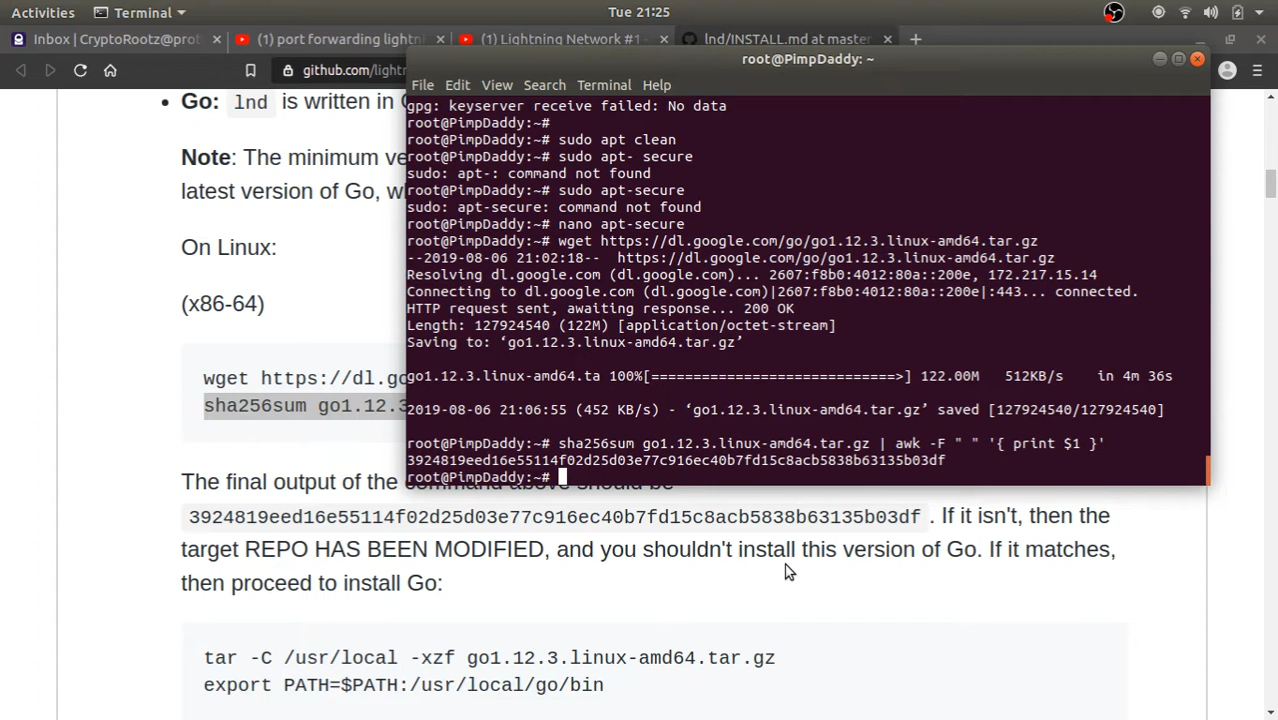 Activities Terminal Tue 21:25
Inbox | CryptoRootz@prot (1) port forwarding lightni (1) Lightning Network #1 - lnd/INSTALL.md at master
github.com/lightn
root@PimpDaddy: ~
File Edit View Search Terminal Help
gpg: keyserver receive failed: No data
root@PimpDaddy:~#
root@PimpDaddy:~# sudo apt clean
root@PimpDaddy:~# sudo apt- secure
sudo: apt-: command not found
root@PimpDaddy:~# sudo apt-secure
sudo: apt-secure: command not found
root@PimpDaddy:~# nano apt-secure
root@PimpDaddy:~# wget https://dl.google.com/go/go1.12.3.linux-amd64.tar.gz
--2019-08-06 21:02:18-- https://dl.google.com/go/go1.12.3.linux-amd64.tar.gz
Resolving dl.google.com (dl.google.com)... 2607:f8b0:4012:80a::200e, 172.217.15.14
Connecting to dl.google.com (dl.google.com)|2607:f8b0:4012:80a::200e|:443... connected.
HTTP request sent, awaiting response... 200 OK
Length: 127924540 (122M) [application/octet-stream]
Saving to: ‘go1.12.3.linux-amd64.tar.gz’
go1.12.3.linux-amd64.ta 100%[=============================>] 122.00M 512KB/s in 4m 36s
2019-08-06 21:06:55 (452 KB/s) - ‘go1.12.3.linux-amd64.tar.gz’ saved [127924540/127924540]
root@PimpDaddy:~# sha256sum go1.12.3.linux-amd64.tar.gz | awk -F " " '{ print $1 }'
3924819eed16e55114f02d25d03e77c916ec40b7fd15c8acb5838b63135b03df
root@PimpDaddy:~#
Go: lnd is written in
Note: The minimum ve
latest version of Go, w
On Linux:
(x86-64)
wget https://dl.go
sha256sum go1.12.3
The final output of the command above should be
3924819eed16e55114f02d25d03e77c916ec40b7fd15c8acb5838b63135b03df . If it isn't, then the
target REPO HAS BEEN MODIFIED, and you shouldn't install this version of Go. If it matches,
then proceed to install Go:
tar -C /usr/local -xzf go1.12.3.linux-amd64.tar.gz
export PATH=$PATH:/usr/local/go/bin